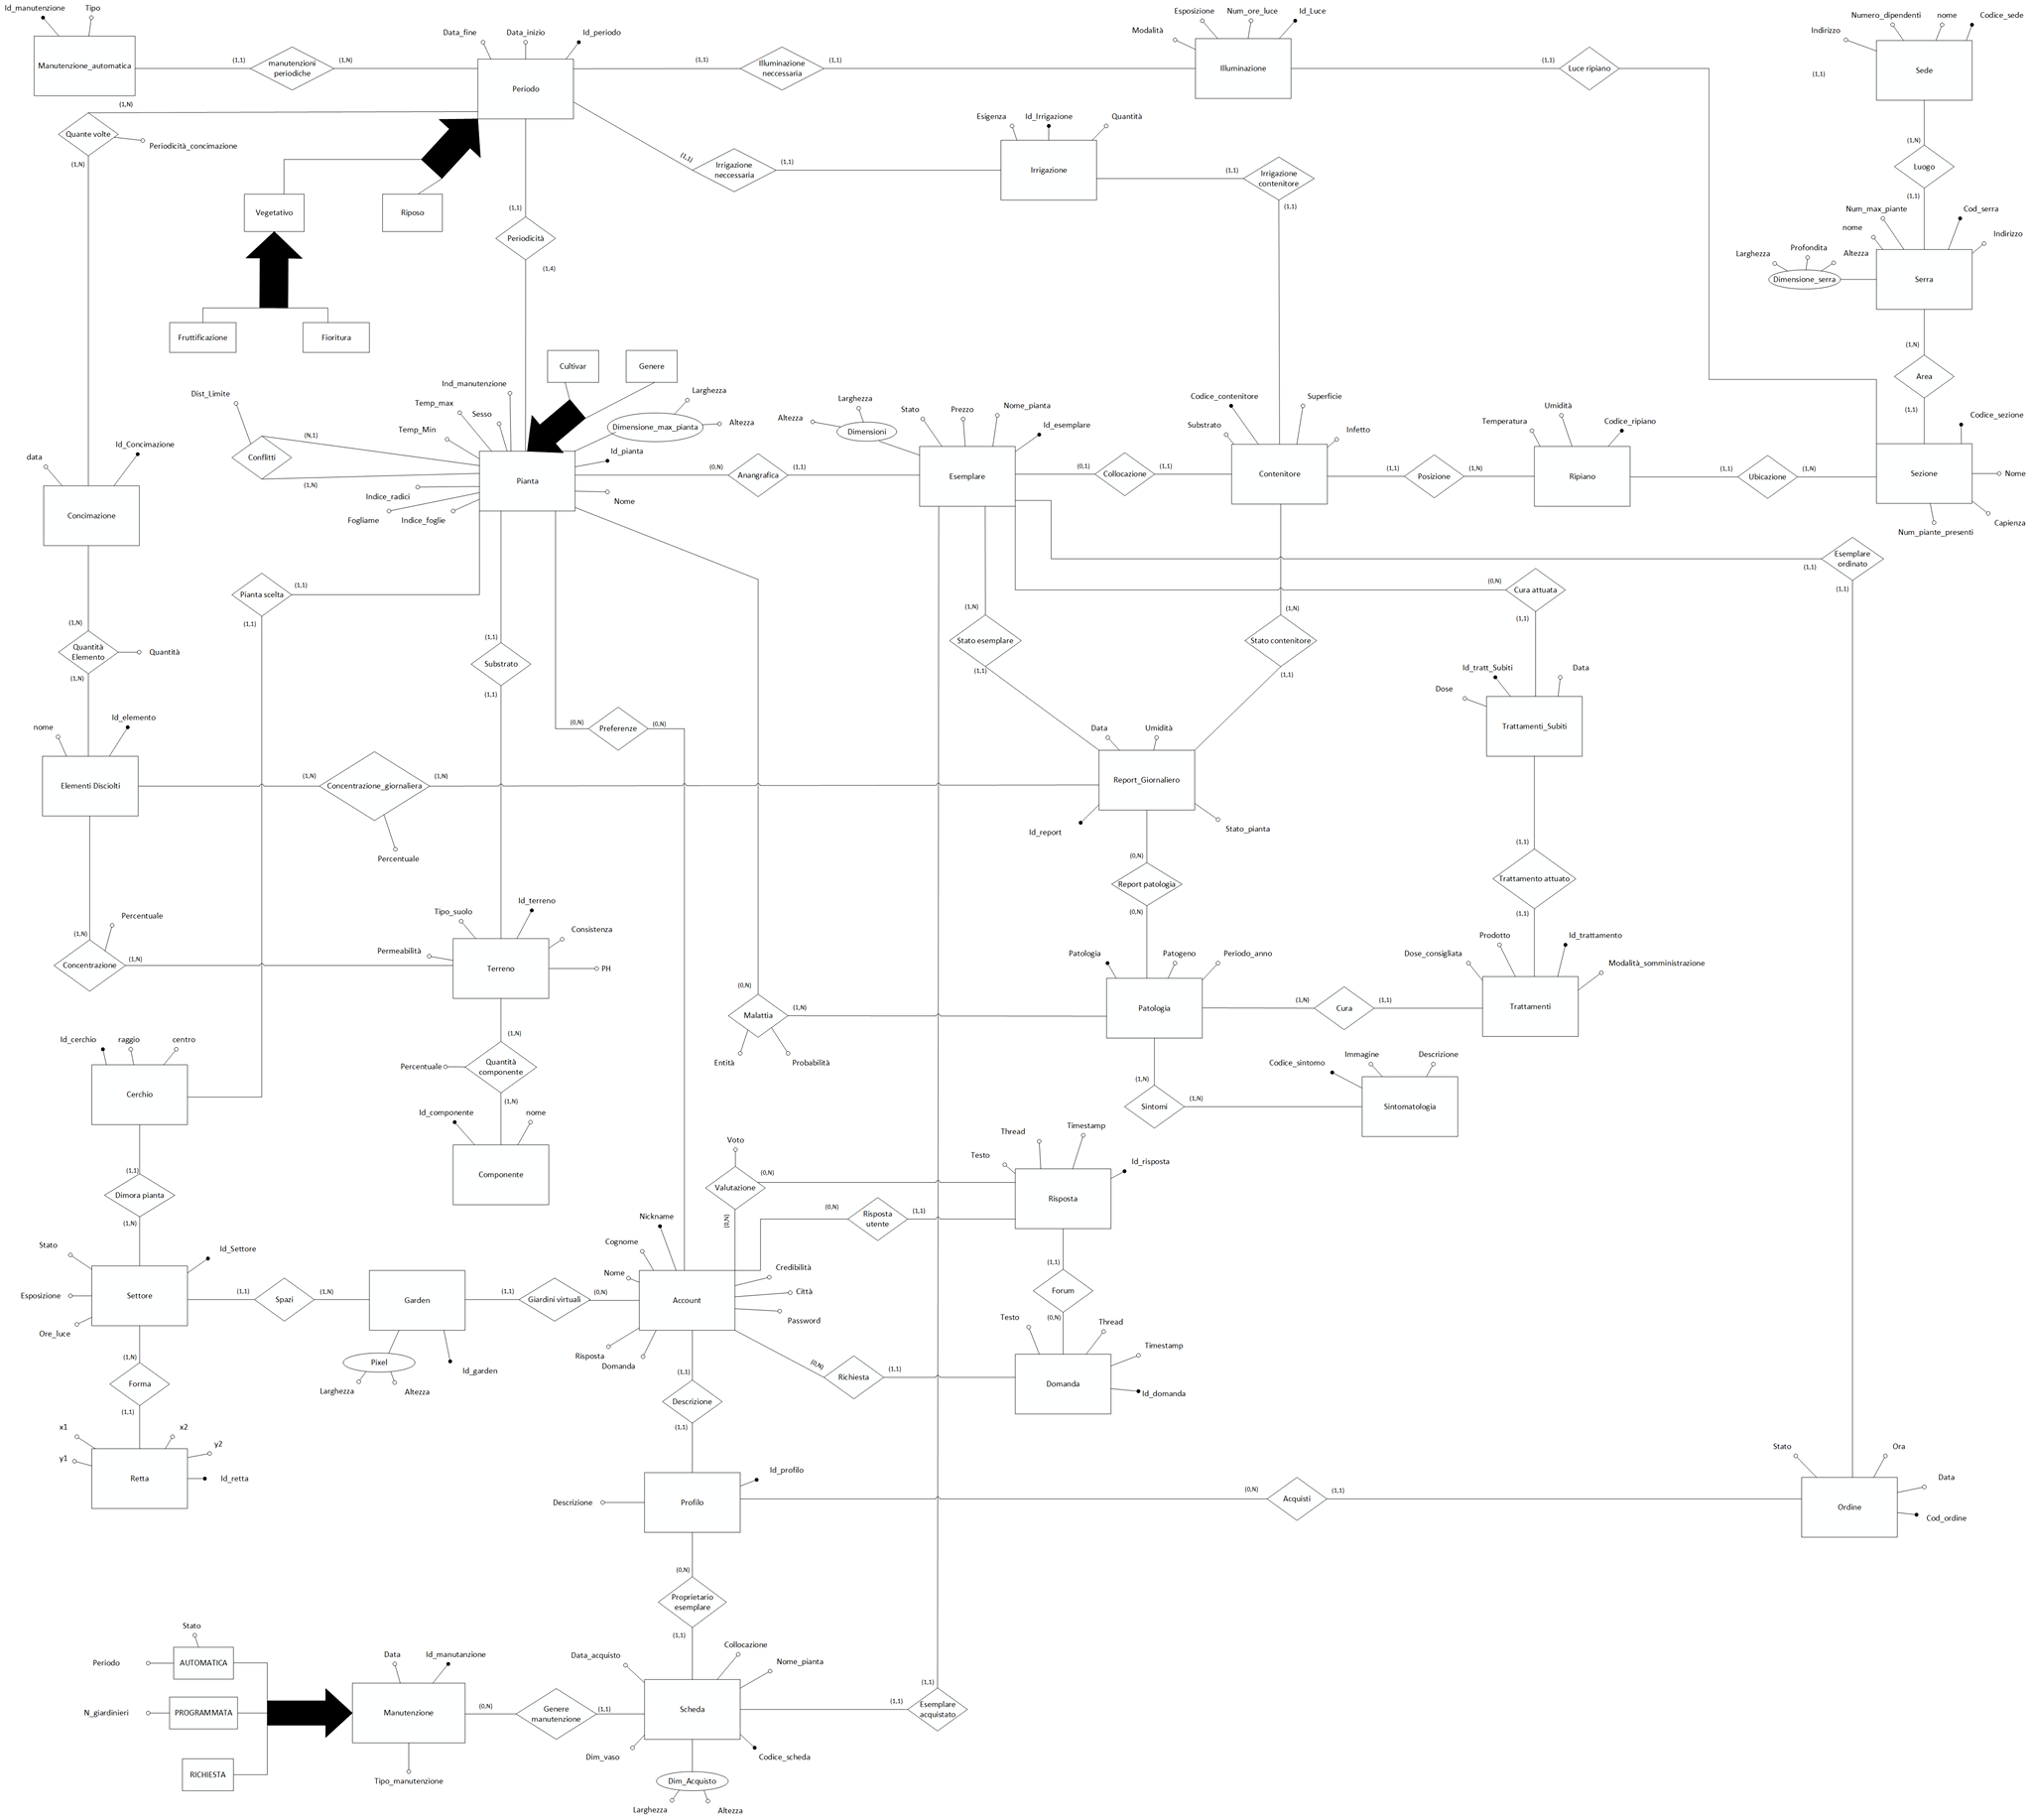 Id_manutenzione
Tipo
Manutenzione_automatica
(1,1)
manutenzioni
periodiche
(1,N)
Data_fine
Data_inizio
Id_periodo
Periodo
(1,1)
Illuminazione
neccessaria
(1,1)
Modalità
Esposizione
Num_ore_luce
Id_Luce
Illuminazione
(1,1)
Luce ripiano
(1,1)
Indirizzo
Numero_dipendenti
nome
Codice_sede
Sede
(1,N)
Quante volte
Periodicità_concimazione
(1,N)
(1,1)
Irrigazione
neccessaria
(1,1)
Esigenza
Id_Irrigazione
Quantità
Irrigazione
(1,1)
Irrigazione
contenitore
(1,1)
(1,N)
Luogo
(1,1)
Vegetativo
Riposo
(1,1)
Periodicità
(1,4)
Num_max_piante
Cod_serra
nome
Indirizzo
Larghezza
Profondita
Altezza
Dimensione_serra
Serra
Fruttificazione
Fioritura
(1,N)
Area
(1,1)
Cultivar
Genere
Dist_Limite
(N,1)
Conflitti
(1,N)
Ind_manutenzione
Temp_max
Sesso
Temp_Min
Larghezza
Altezza
Dimensione_max_pianta
Id_pianta
Pianta
Nome
Indice_radici
Fogliame
Indice_foglie
(0,N)
Anangrafica
(1,1)
Altezza
Larghezza
Dimensioni
Stato
Prezzo
Nome_pianta
Id_esemplare
Esemplare
(0,1)
Collocazione
(1,1)
Codice_contenitore
Superficie
Substrato
Infetto
Contenitore
(1,1)
Posizione
(1,N)
Temperatura
Umidità
Codice_ripiano
Ripiano
(1,1)
Ubicazione
(1,N)
Codice_sezione
Sezione
Nome
Capienza
Num_piante_presenti
data
Id_Concimazione
Concimazione
Esemplare
ordinato
(1,1)
(1,1)
Pianta scelta
(1,1)
(1,1)
(0,N)
Cura attuata
(1,1)
(1,N)
Quantità
Elemento
Quantità
(1,N)
(1,1)
Substrato
(1,1)
(1,N)
Stato esemplare
(1,1)
(1,N)
Stato contenitore
(1,1)
Id_tratt_Subiti
Data
Dose
Trattamenti_Subiti
(0,N)
Preferenze
(0,N)
nome
Id_elemento
Elementi Disciolti
(1,N)
Concentrazione_giornaliera
(1,N)
Percentuale
Data
Umidità
Report_Giornaliero
Id_report
Stato_pianta
(0,N)
Report patologia
(0,N)
(1,1)
Trattamento attuato
(1,1)
Percentuale
(1,N)
Concentrazione
(1,N)
Tipo_suolo
Id_terreno
Permeabilità
Consistenza
Terreno
PH
(0,N)
Malattia
(1,N)
Entità
Probabilità
Patologia
Patogeno
Periodo_anno
Patologia
(1,N)
Cura
(1,1)
Dose_consigliata
Prodotto
Id_trattamento
Modalità_somministrazione
Trattamenti
Id_cerchio
raggio
centro
Cerchio
(1,N)
Percentuale
Quantità
componente
(1,N)
Id_componente
nome
Componente
(1,N)
Sintomi
(1,N)
Codice_sintomo
Immagine
Descrizione
Sintomatologia
(1,1)
Dimora pianta
(1,N)
Voto
Valutazione
(0,N)
(0,N)
Thread
Timestamp
Testo
Id_risposta
Risposta
(0,N)
Risposta
utente
(1,1)
Stato
Id_Settore
Esposizione
Settore
Ore_luce
(1,1)
Spazi
(1,N)
Garden
Pixel
Larghezza
Altezza
Id_garden
(1,1)
Giardini virtuali
(0,N)
Nickname
Cognome
Nome
Credibilità
Città
Password
Account
Risposta
Domanda
(1,1)
Forum
(0,N)
Testo
Thread
Timestamp
Domanda
Id_domanda
(0,N)
Richiesta
(1,1)
(1,N)
Forma
(1,1)
(1,1)
Descrizione
(1,1)
x1
x2
y1
y2
Retta
Id_retta
Id_profilo
Descrizione
Profilo
(0,N)
Acquisti
(1,1)
Stato
Ora
Data
Ordine
Cod_ordine
(0,N)
Proprietario
esemplare
(1,1)
Stato
Periodo
AUTOMATICA
N_giardinieri
PROGRAMMATA
RICHIESTA
Data
Id_manutanzione
Manutenzione
Tipo_manutenzione
(0,N)
Genere
manutenzione
(1,1)
Data_acquisto
Collocazione
Nome_pianta
Scheda
Dim_vaso
Codice_scheda
Dim_Acquisto
Larghezza
Altezza
(1,1)
(1,1)
Esemplare
acquistato